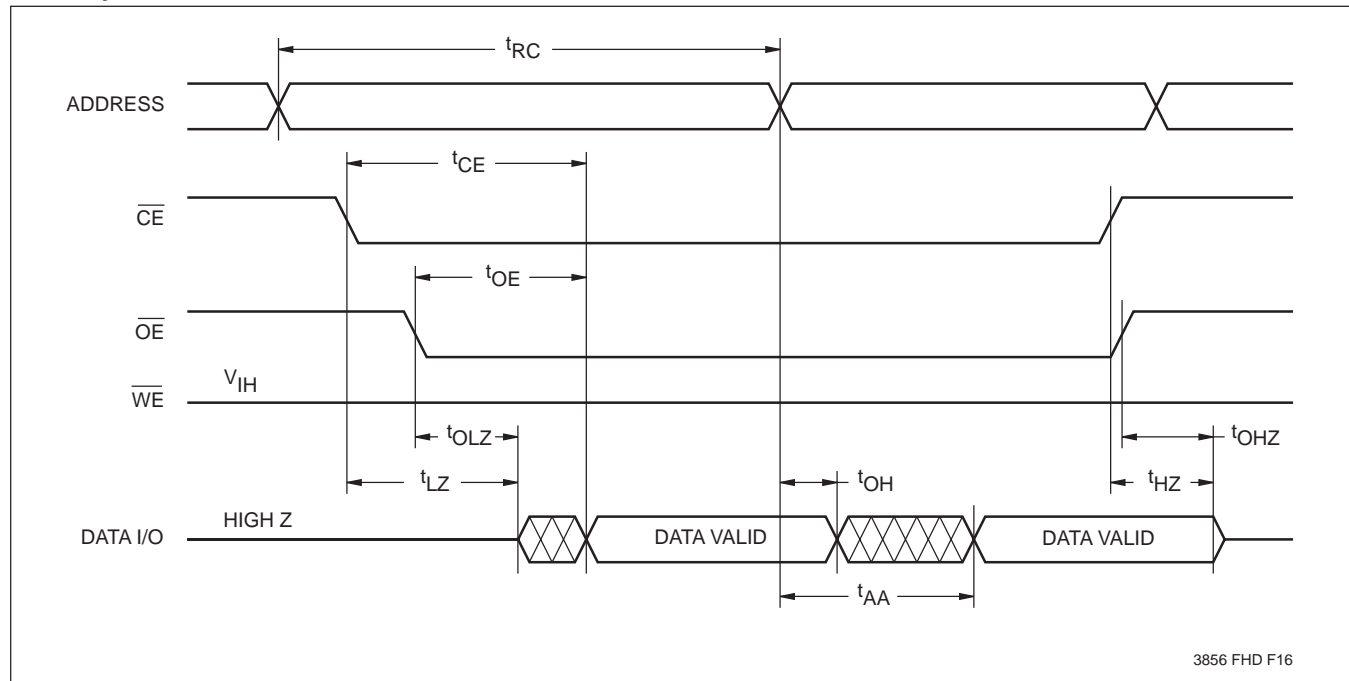 tRC
ADDRESS
tCE
CE
tOE
OE
VIH
WE
tOLZ
tOHZ
tLZ
tOH
tHZ
HIGH Z
DATA I/O
DATA VALID
DATA VALID
tAA
3856 FHD F16